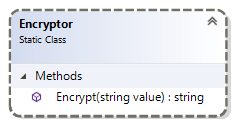 Encryptor
Static Class
Methods
Encrypt(string value) : string